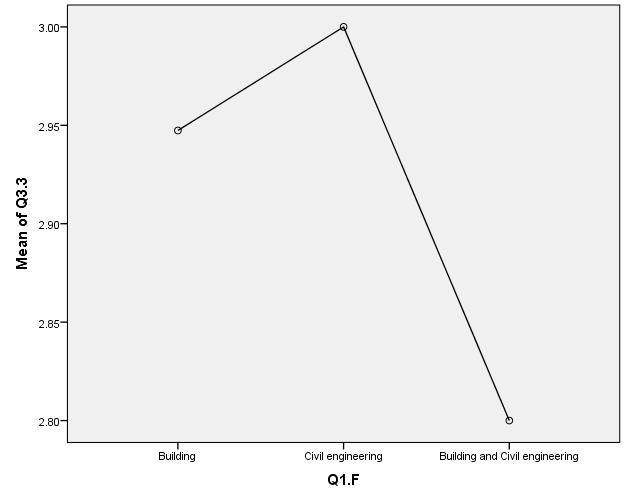 3.00
2.95
2.90
2.85
2.80
Mean of Q3.3
Building
Civil engineering
Building and Civil engineering
Q1.F